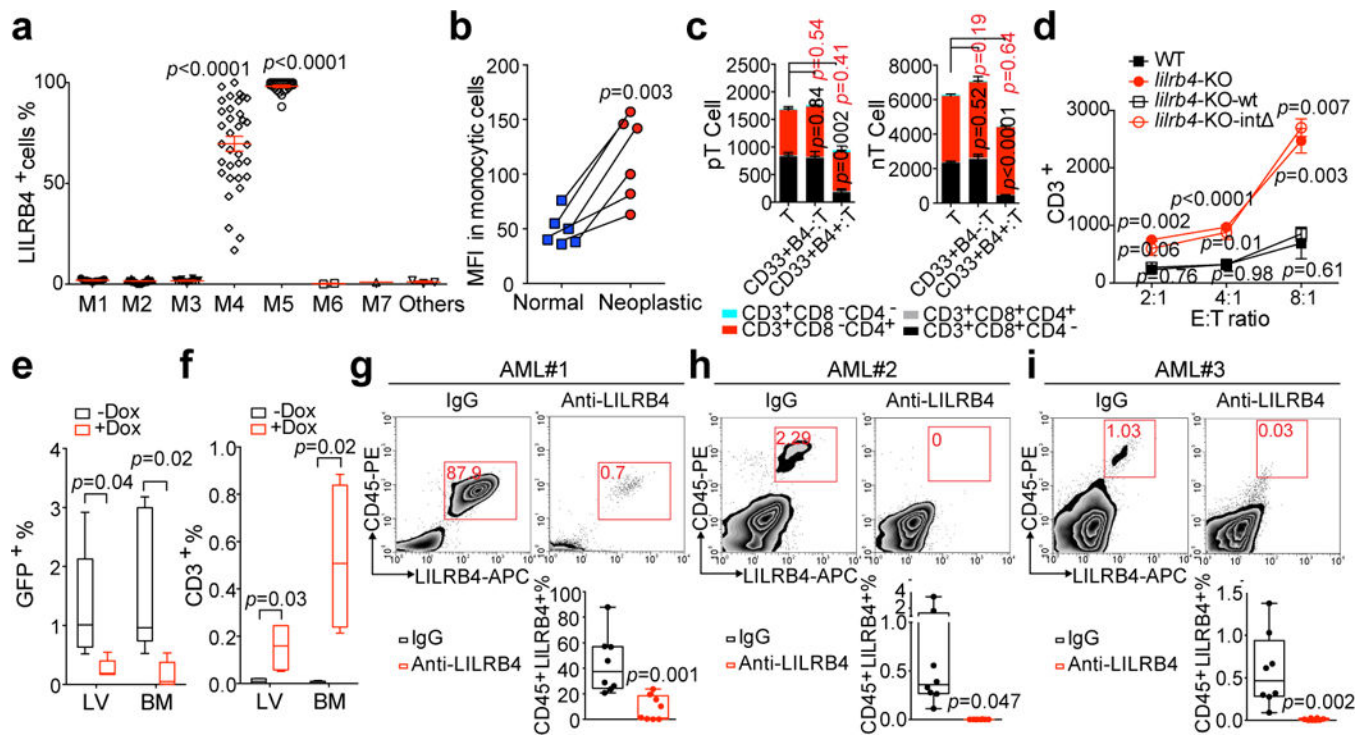 a
LILRB4 +cells %
100
50
0
p<0.0001
p<0.0001
M1 M2 M3 M4 M5 M6 M7 Others
b
MFI in monocytic cells
200
150
100
50
0
p=0.003
Normal Neoplastic
c
pT Cell
2500
2000
1500
1000
500
0
p=0.54
p=0.41
p=0.84
p=0.002
T
CD33+B4-:T
CD33+B4+:T
nT Cell
8000
6000
4000
2000
0
p=0.19
p=0.64
p=0.52
p<0.0001
T
CD33+B4-:T
CD33+B4+:T
CD3+CD8-CD4- CD3+CD8+CD4+
CD3+CD8-CD4+ CD3+CD8+CD4-
d
WT
lilrb4-KO
lilrb4-KO-wt
lilrb4-KO-intΔ
CD3 +
3000
2000
1000
0
p=0.007
p=0.003
p<0.0001
p=0.002
p=0.06
p=0.01
p=0.76
p=0.98
p=0.61
2:1 4:1 8:1
E:T ratio
e
-Dox
+Dox
GFP+ %
4
3
2
1
0
p=0.04
p=0.02
LV BM
f
-Dox
+Dox
CD3+%
1.0
0.8
0.6
0.4
0.2
0.0
p=0.03
p=0.02
LV BM
g
AML#1
IgG Anti-LILRB4
87.9
0.7
CD45-PE
LILRB4-APC
IgG
Anti-LILRB4
CD45+LILRB4+%
100
80
60
40
20
0
p=0.001
h
AML#2
IgG Anti-LILRB4
2.29
0
CD45-PE
LILRB4-APC
IgG
Anti-LILRB4
CD45+ LILRB4+%
4
2
1.0
0.5
0.0
p=0.047
i
AML#3
IgG Anti-LILRB4
1.03
0.03
CD45-PE
LILRB4-APC
IgG
Anti-LILRB4
CD45+LILRB4+%
1.5
1.0
0.5
0.0
p=0.002